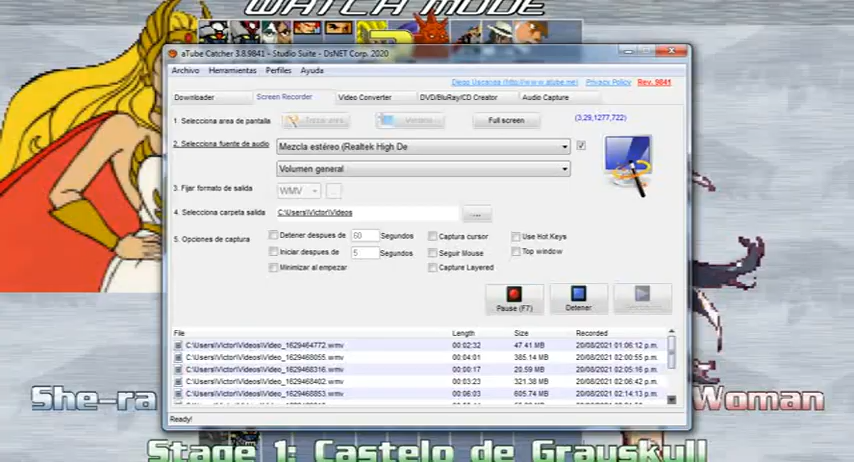 WATCH MODE
aTube Catcher 3.8.9841 - Studio Suite - DsNET Corp. 2020
Archivo Herramientas Perfiles Ayuda
Diego Uscanga (http://www.atube.net) Privacy Policy Rev. 9841
Downloader Screen Recorder Video Converter DVD/BluRay/CD Creator Audio Capture
1. Selecciona area de pantalla Ventana Full screen (3,29,1277,722)
2. Selecciona fuente de audio Mezcla estéreo (Realtek High De
Volumen general
3. Fijar formato de salida WMV
4. Selecciona carpeta salida C:\Users\Victor\Videos ...
5. Opciones de captura Detener despues de 60 Segundos Captura cursor Use Hot Keys
Iniciar despues de 5 Segundos Seguir Mouse Top window
Minimizar al empezar Capture Layered
Pause (F7) Detener
File Length Size Recorded
C:\Users\Victor\Videos\Video_1629464772.wmv 00:02:32 47.41 MB 20/08/2021 01:06:12 p.m.
C:\Users\Victor\Videos\Video_1629468055.wmv 00:04:01 385.14 MB 20/08/2021 02:00:55 p.m.
C:\Users\Victor\Videos\Video_1629468316.wmv 00:00:17 20.59 MB 20/08/2021 02:05:16 p.m.
C:\Users\Victor\Videos\Video_1629468402.wmv 00:03:23 321.38 MB 20/08/2021 02:06:42 p.m.
C:\Users\Victor\Videos\Video_1629468853.wmv 00:06:03 605.74 MB 20/08/2021 02:14:13 p.m.
She-ra Woman
Ready!
Stage 1: Castelo de Grayskull